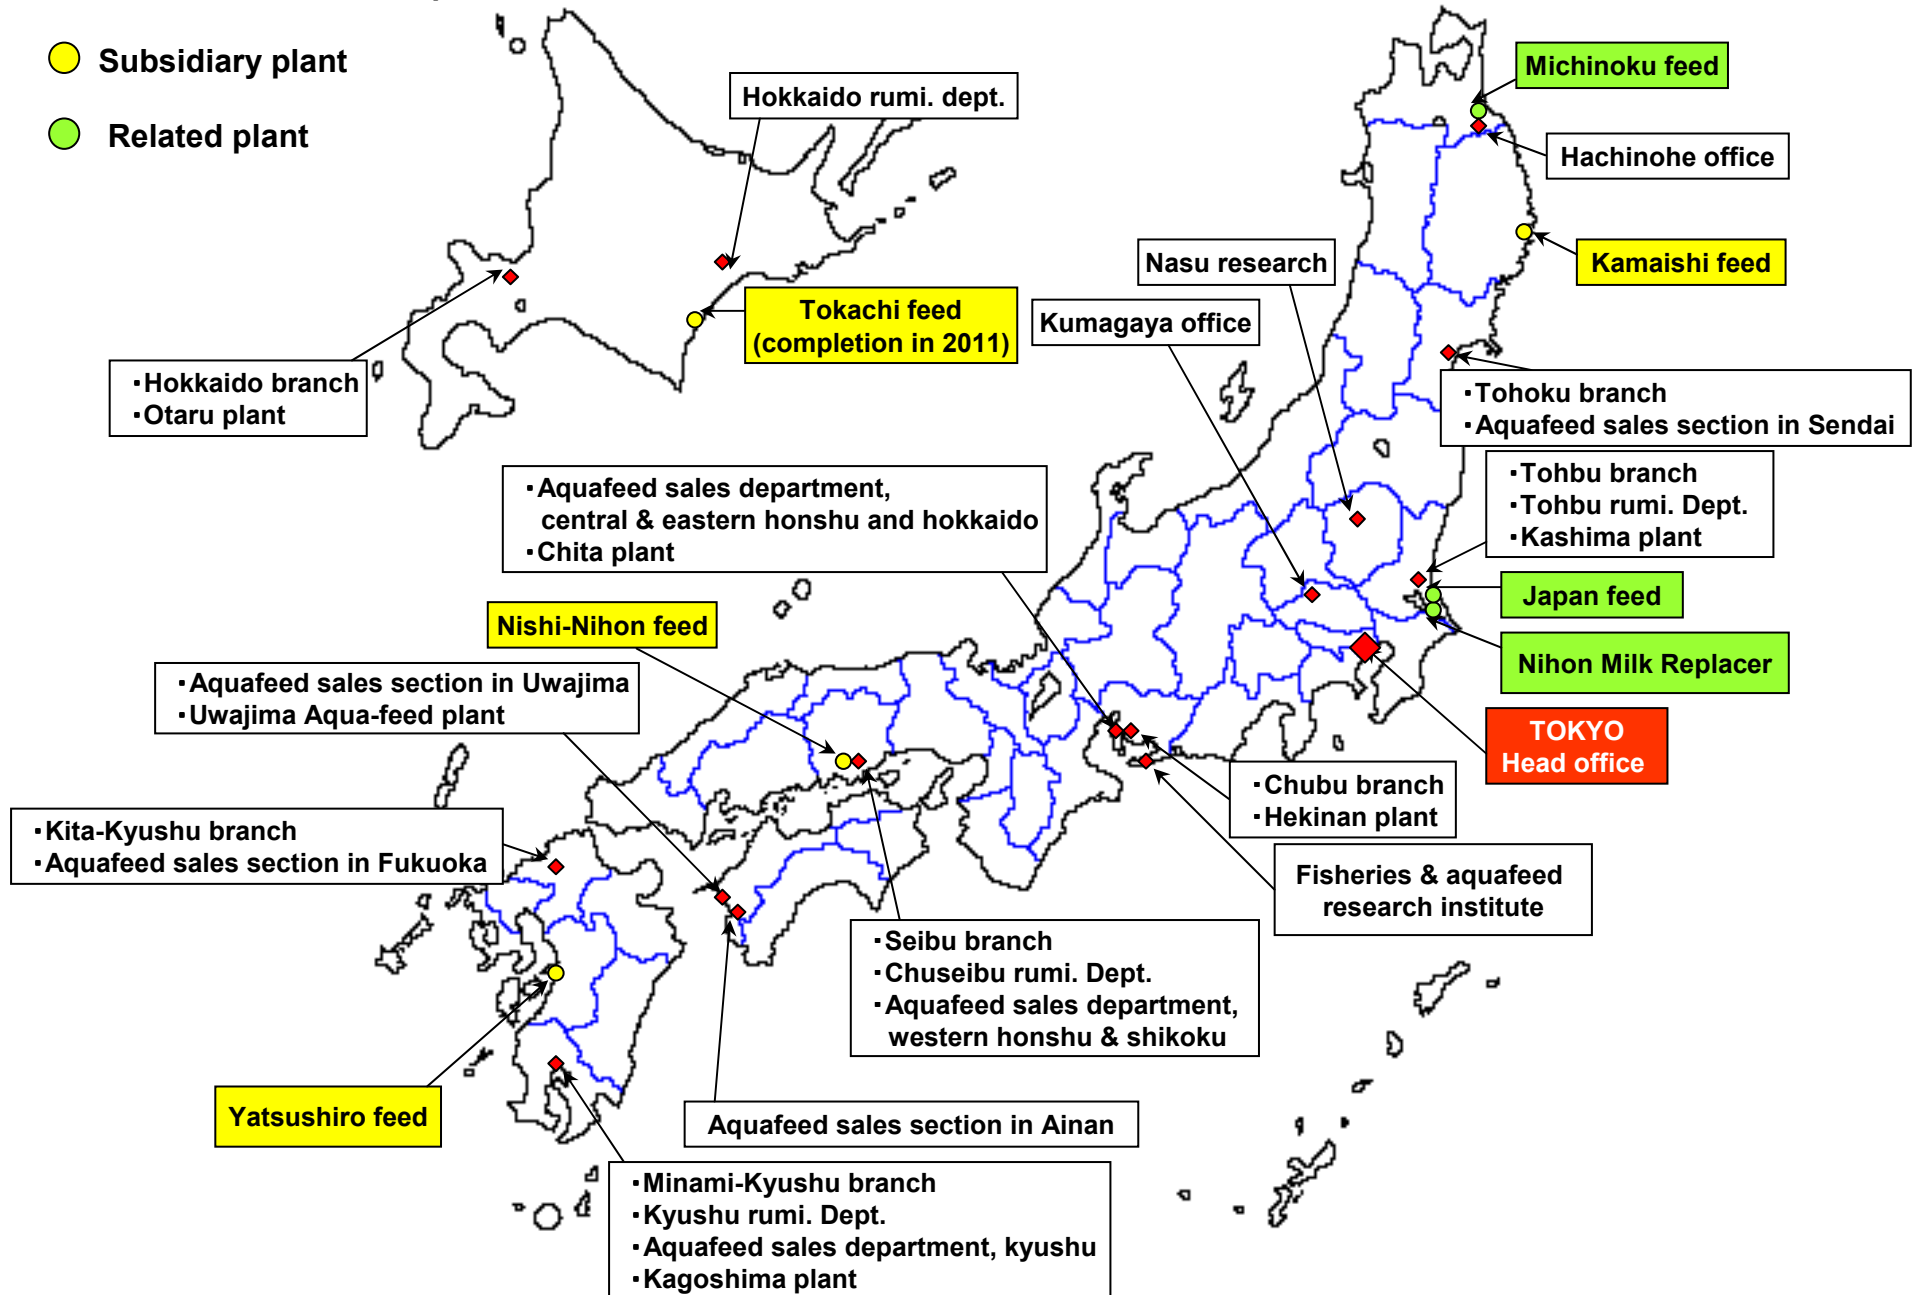 Subsidiary plant
Related plant
Hokkaido rumi. dept.
Michinoku feed
Hachinohe office
Kamaishi feed
Nasu research
Kumagaya office
Tokachi feed
(completion in 2011)
・Hokkaido branch
・Otaru plant
・Tohoku branch
・Aquafeed sales section in Sendai
・Tohbu branch
・Tohbu rumi. Dept.
・Kashima plant
・Aquafeed sales department,
central & eastern honshu and hokkaido
・Chita plant
Japan feed
Nishi-Nihon feed
Nihon Milk Replacer
・Aquafeed sales section in Uwajima
・Uwajima Aqua-feed plant
TOKYO
Head office
・Chubu branch
・Hekinan plant
・Kita-Kyushu branch
・Aquafeed sales section in Fukuoka
Fisheries & aquafeed
research institute
・Seibu branch
・Chuseibu rumi. Dept.
・Aquafeed sales department,
western honshu & shikoku
Yatsushiro feed
Aquafeed sales section in Ainan
・Minami-Kyushu branch
・Kyushu rumi. Dept.
・Aquafeed sales department, kyushu
・Kagoshima plant